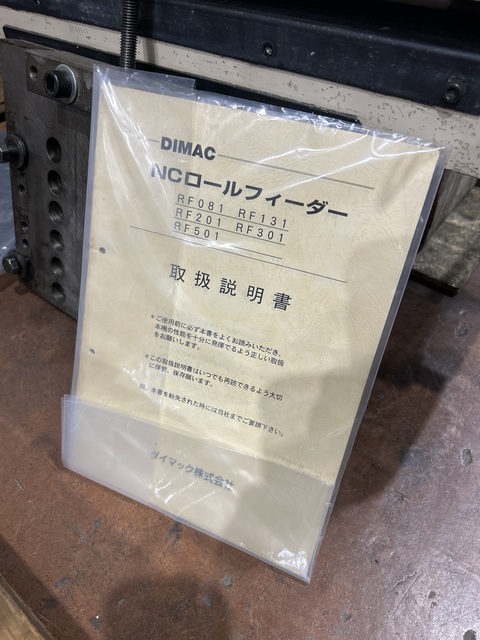 DIMAC
NCロールフィーダー
RF081 RF131
RF201 RF301
RF501
取扱説明書
*ご使用前に必ず本書をよくお読みいただき、
本機の性能を十分に発揮できるよう正しい取扱
をお願いします。
*この取扱説明書はいつでも再読できるよう大切
に保管、保存願います。
尚、本書を紛失された時には当社までご要請下さい。
ダイマック株式会社